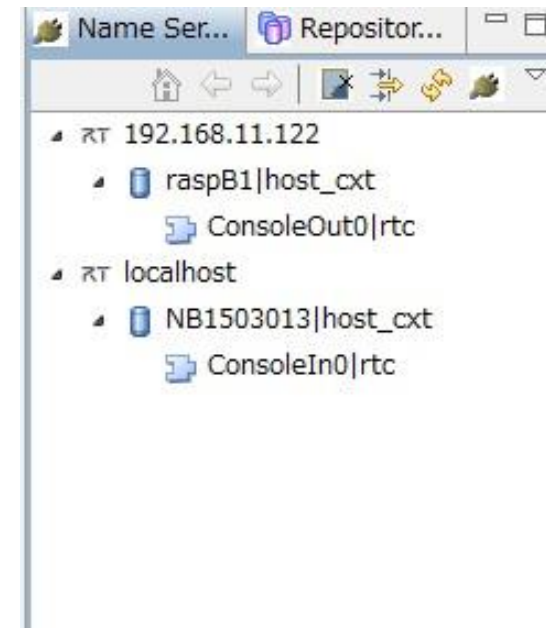 Name Ser... Repositor...
RT 192.168.11.122
raspB1|host_cxt
ConsoleOut0|rtc
RT localhost
NB1503013|host_cxt
ConsoleIn0|rtc